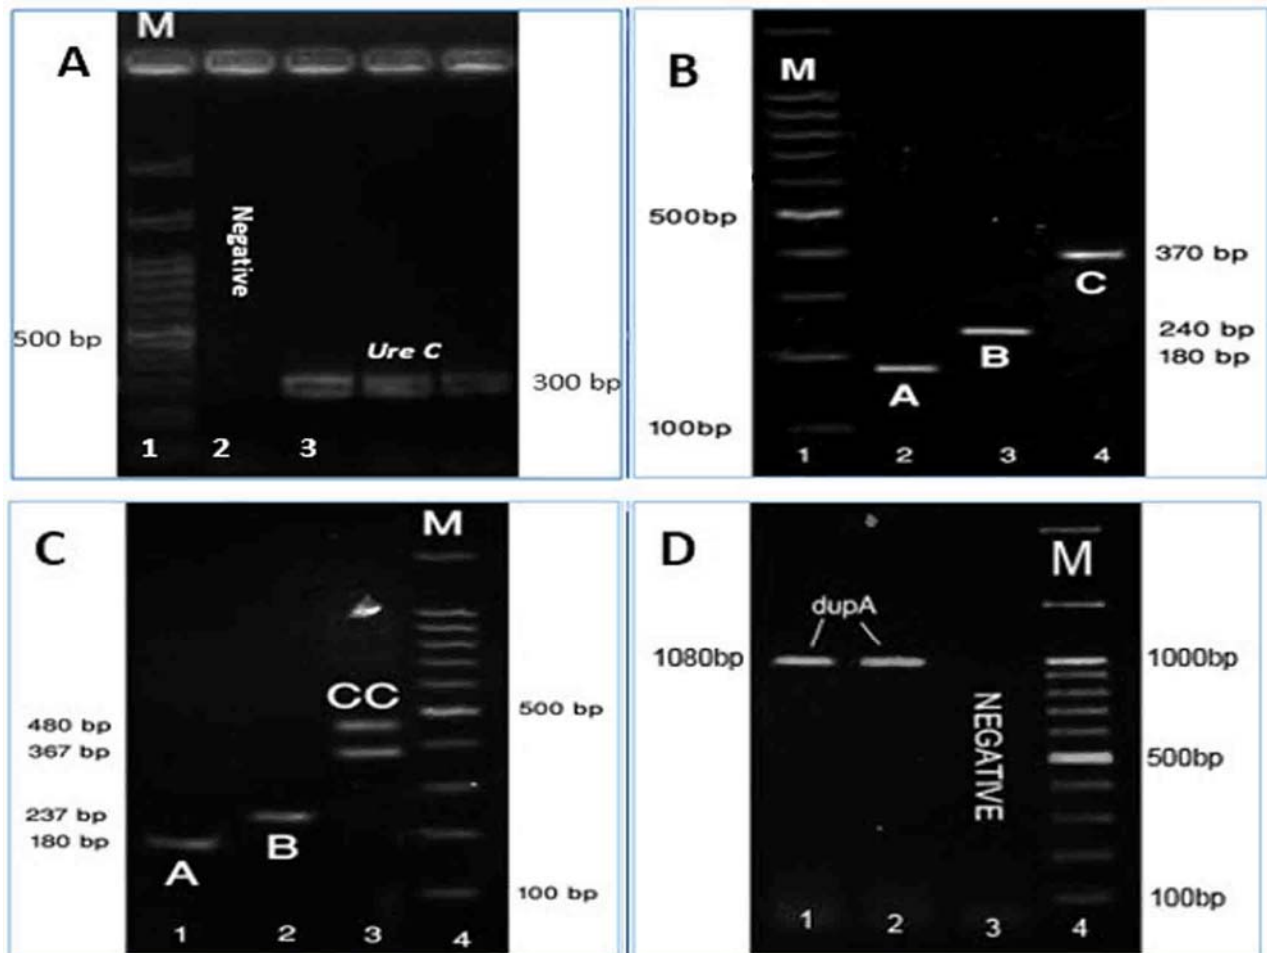 A
M
Negative
500 bp
Ure C
300 bp
1 2 3
B
M
500bp
370 bp
C
240 bp
B
180 bp
A
100bp
1 2 3 4
C
M
CC
480 bp
500 bp
367 bp
237 bp
B
180 bp
A
100 bp
1 2 3 4
D
M
dupA
1080bp
1000bp
NEGATIVE
500bp
100bp
1 2 3 4